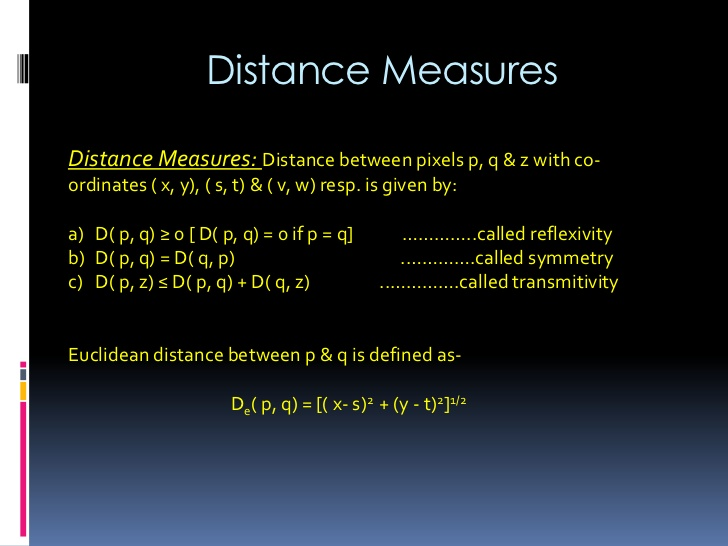 Distance Measures
Distance Measures: Distance between pixels p, q & z with co-
ordinates ( x, y), ( s, t) & ( v, w) resp. is given by:
a) D( p, q) ≥ 0 [ D( p, q) = 0 if p = q] ..............called reflexivity
b) D( p, q) = D( q, p) ..............called symmetry
c) D( p, z) ≤ D( p, q) + D( q, z) ...............called transmitivity
Euclidean distance between p & q is defined as-
Dₑ( p, q) = [( x- s)² + (y - t)²]¹/²